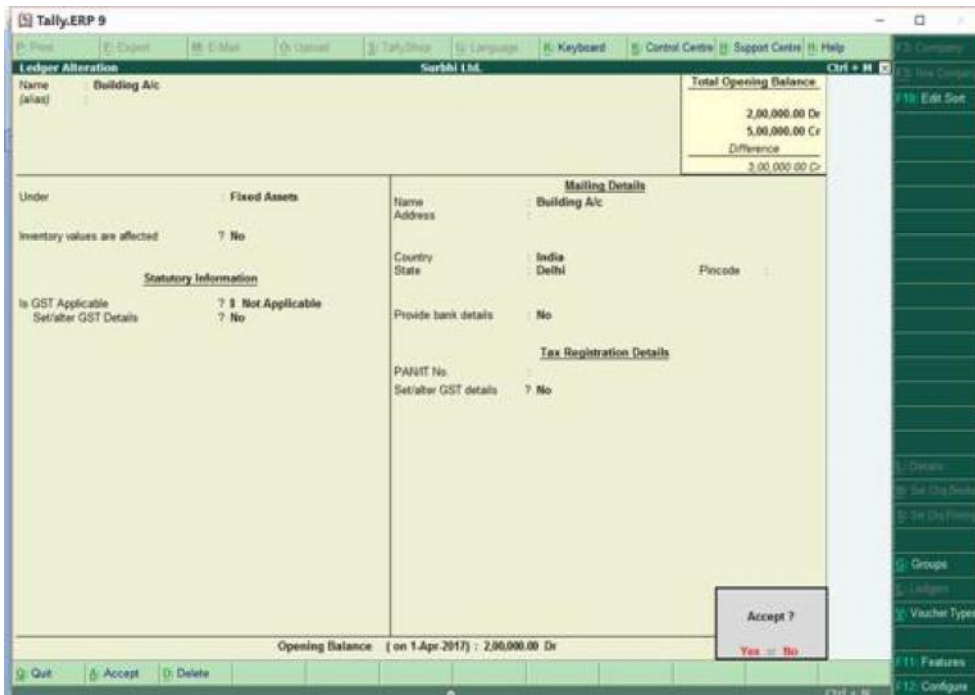 Tally.ERP 9
P: Print E: Export M: E-Mail O: Upload S: TallyShop G: Language K: Keyboard K: Control Centre H: Support Centre H: Help
Ledger Alteration Surbhi Ltd. Ctrl + M
Name : Building A/c
(alias) :
Total Opening Balance
2,00,000.00 Dr
5,00,000.00 Cr
Difference
3,00,000.00 Cr
Under : Fixed Assets
Inventory values are affected ? No
Statutory Information
Is GST Applicable ? Not Applicable
Set/alter GST Details ? No
Mailing Details
Name : Building A/c
Address :
Country : India
State : Delhi Pincode :
Provide bank details : No
Tax Registration Details
PAN/IT No. :
Set/alter GST details ? No
Opening Balance ( on 1-Apr-2017) : 2,00,000.00 Dr
Accept ?
Yes or No
Q: Quit A: Accept D: Delete
Ctrl + N
F3: Company
F3: New Company
F10: Edit Sort
L: Details
G: Groups
L: Ledgers
V: Voucher Types
F11: Features
F12: Configure